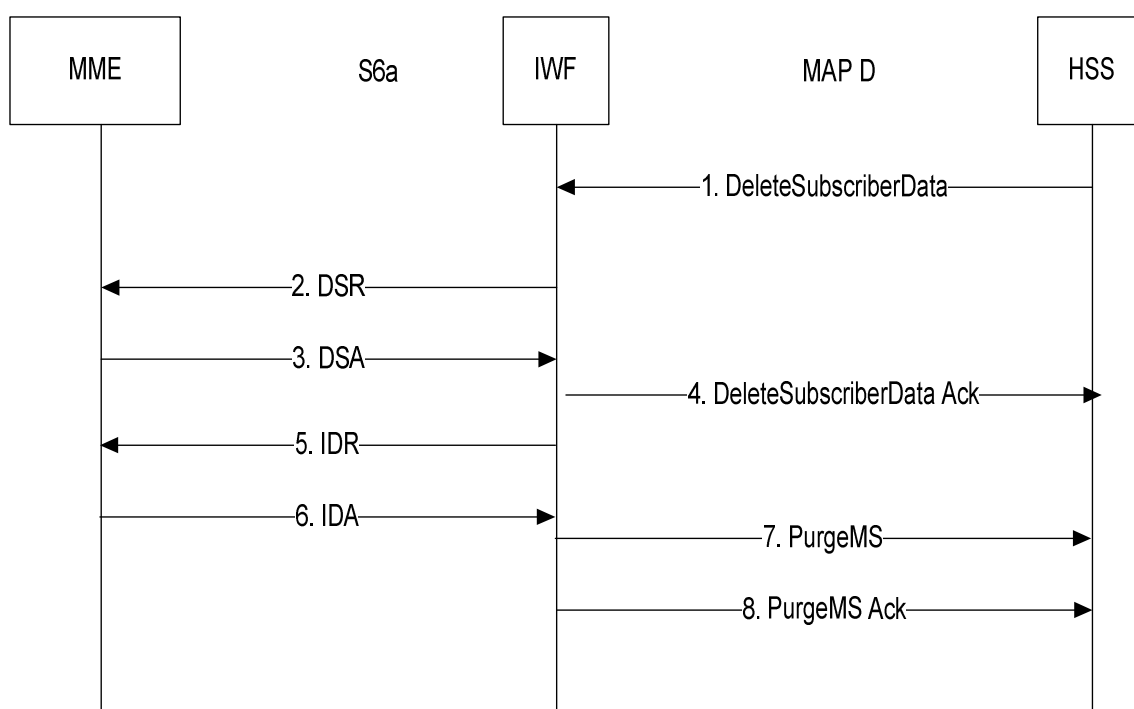 MME
S6a
IWF
MAP D
HSS
1. DeleteSubscriberData
2. DSR
3. DSA
4. DeleteSubscriberData Ack
5. IDR
6. IDA
7. PurgeMS
8. PurgeMS Ack